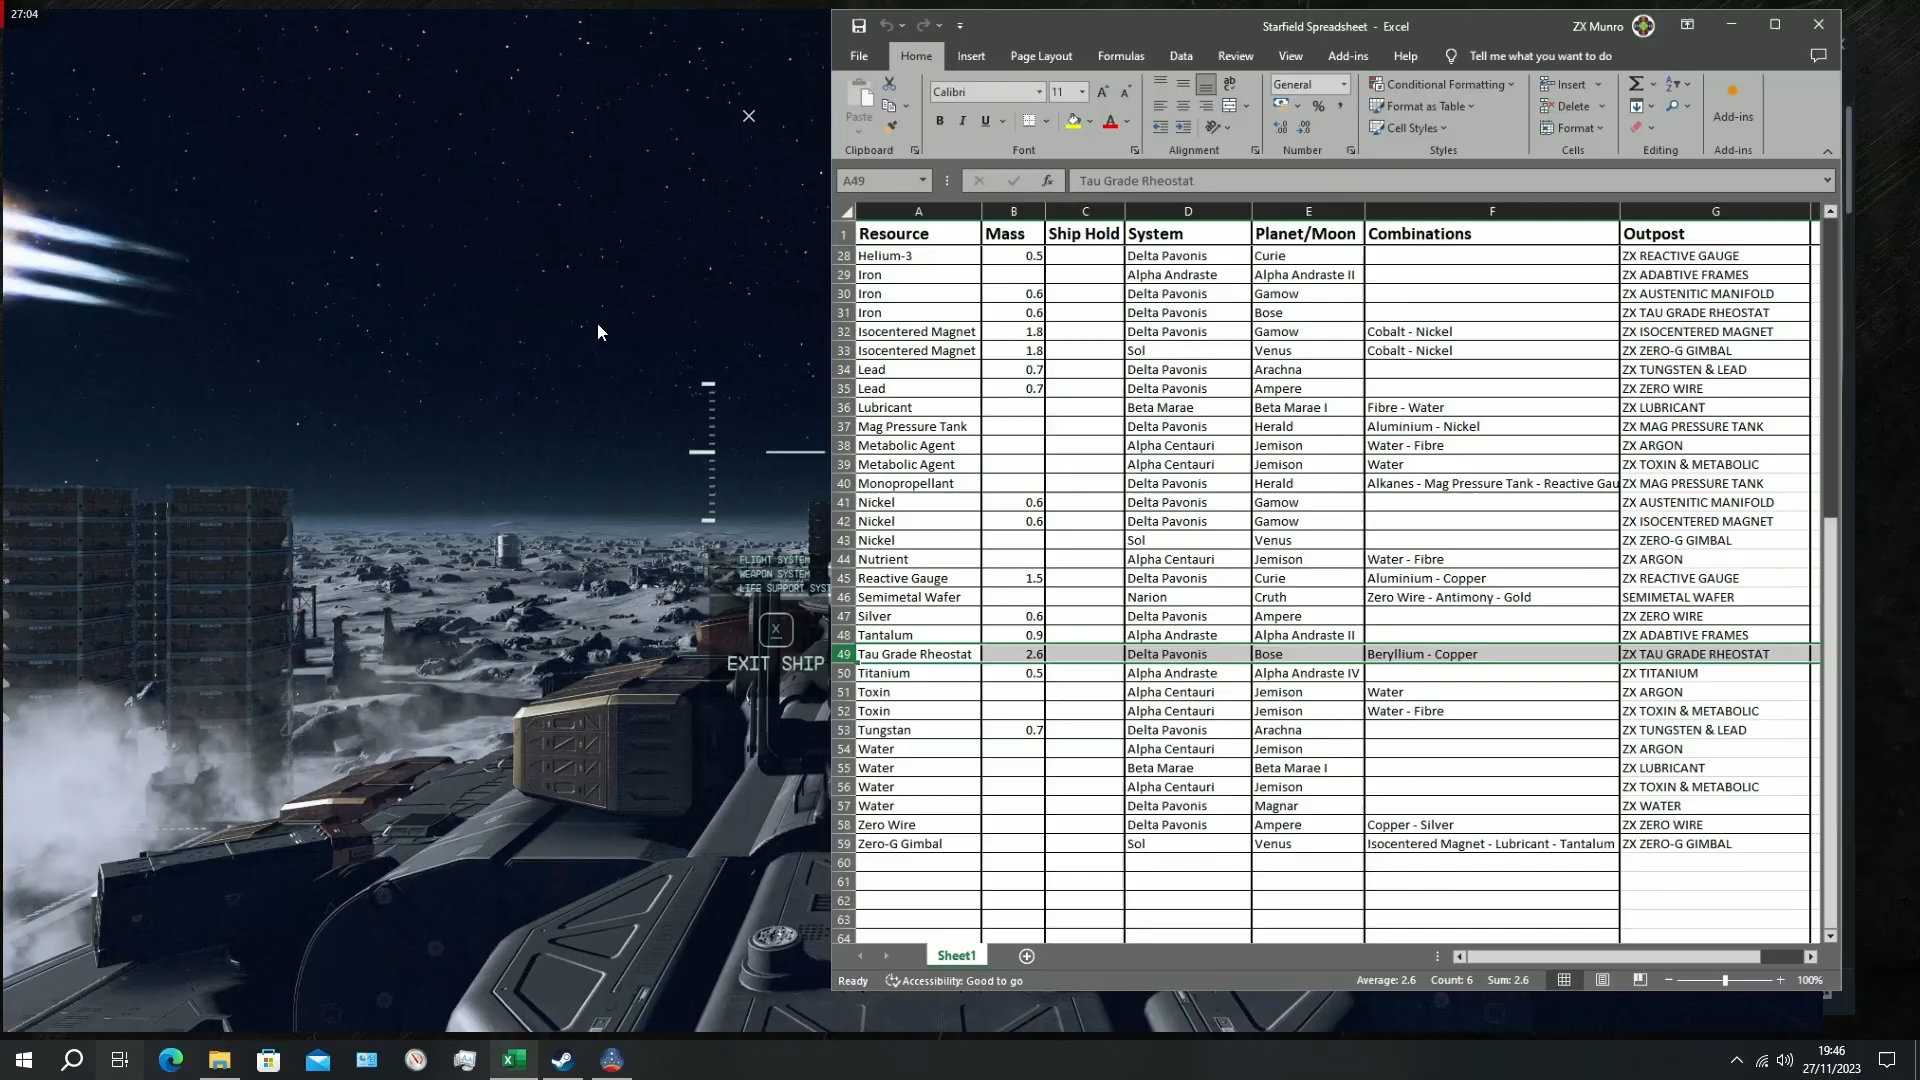 27:04
Starfield Spreadsheet - Excel
ZX Munro
File Home Insert Page Layout Formulas Data Review View Add-ins Help Tell me what you want to do
Paste
Calibri 11
General
Conditional Formatting
Format as Table
Cell Styles
Insert
Delete
Format
Add-ins
Clipboard Font Alignment Number Styles Cells Editing Add-ins
A49 fx Tau Grade Rheostat
A B C D E F G
1 Resource Mass Ship Hold System Planet/Moon Combinations Outpost
28 Helium-3 0.5 Delta Pavonis Curie ZX REACTIVE GAUGE
29 Iron Alpha Andraste Alpha Andraste II ZX ADABTIVE FRAMES
30 Iron 0.6 Delta Pavonis Gamow ZX AUSTENITIC MANIFOLD
31 Iron 0.6 Delta Pavonis Bose ZX TAU GRADE RHEOSTAT
32 Isocentered Magnet 1.8 Delta Pavonis Gamow Cobalt - Nickel ZX ISOCENTERED MAGNET
33 Isocentered Magnet 1.8 Sol Venus Cobalt - Nickel ZX ZERO-G GIMBAL
34 Lead 0.7 Delta Pavonis Arachna ZX TUNGSTEN & LEAD
35 Lead 0.7 Delta Pavonis Ampere ZX ZERO WIRE
36 Lubricant Beta Marae Beta Marae I Fibre - Water ZX LUBRICANT
37 Mag Pressure Tank Delta Pavonis Herald Aluminium - Nickel ZX MAG PRESSURE TANK
38 Metabolic Agent Alpha Centauri Jemison Water - Fibre ZX ARGON
39 Metabolic Agent Alpha Centauri Jemison Water ZX TOXIN & METABOLIC
40 Monopropellant Delta Pavonis Herald Alkanes - Mag Pressure Tank - Reactive Gau ZX MAG PRESSURE TANK
41 Nickel 0.6 Delta Pavonis Gamow ZX AUSTENITIC MANIFOLD
42 Nickel 0.6 Delta Pavonis Gamow ZX ISOCENTERED MAGNET
43 Nickel Sol Venus ZX ZERO-G GIMBAL
44 Nutrient Alpha Centauri Jemison Water - Fibre ZX ARGON
45 Reactive Gauge 1.5 Delta Pavonis Curie Aluminium - Copper ZX REACTIVE GAUGE
46 Semimetal Wafer Narion Cruth Zero Wire - Antimony - Gold SEMIMETAL WAFER
47 Silver 0.6 Delta Pavonis Ampere ZX ZERO WIRE
48 Tantalum 0.9 Alpha Andraste Alpha Andraste II ZX ADABTIVE FRAMES
49 Tau Grade Rheostat 2.6 Delta Pavonis Bose Beryllium - Copper ZX TAU GRADE RHEOSTAT
50 Titanium 0.5 Alpha Andraste Alpha Andraste IV ZX TITANIUM
51 Toxin Alpha Centauri Jemison Water ZX ARGON
52 Toxin Alpha Centauri Jemison Water - Fibre ZX TOXIN & METABOLIC
53 Tungstan 0.7 Delta Pavonis Arachna ZX TUNGSTEN & LEAD
54 Water Alpha Centauri Jemison ZX ARGON
55 Water Beta Marae Beta Marae I ZX LUBRICANT
56 Water Alpha Centauri Jemison ZX TOXIN & METABOLIC
57 Water Delta Pavonis Magnar ZX WATER
58 Zero Wire Delta Pavonis Ampere Copper - Silver ZX ZERO WIRE
59 Zero-G Gimbal Sol Venus Isocentered Magnet - Lubricant - Tantalum ZX ZERO-G GIMBAL
60
61
62
63
64
Sheet1
Ready Accessibility: Good to go Average: 2.6 Count: 6 Sum: 2.6 100%
FLIGHT SYSTEM
WEAPON SYSTEM
LIFE SUPPORT SYST
X
EXIT SHIP
19:46
27/11/2023